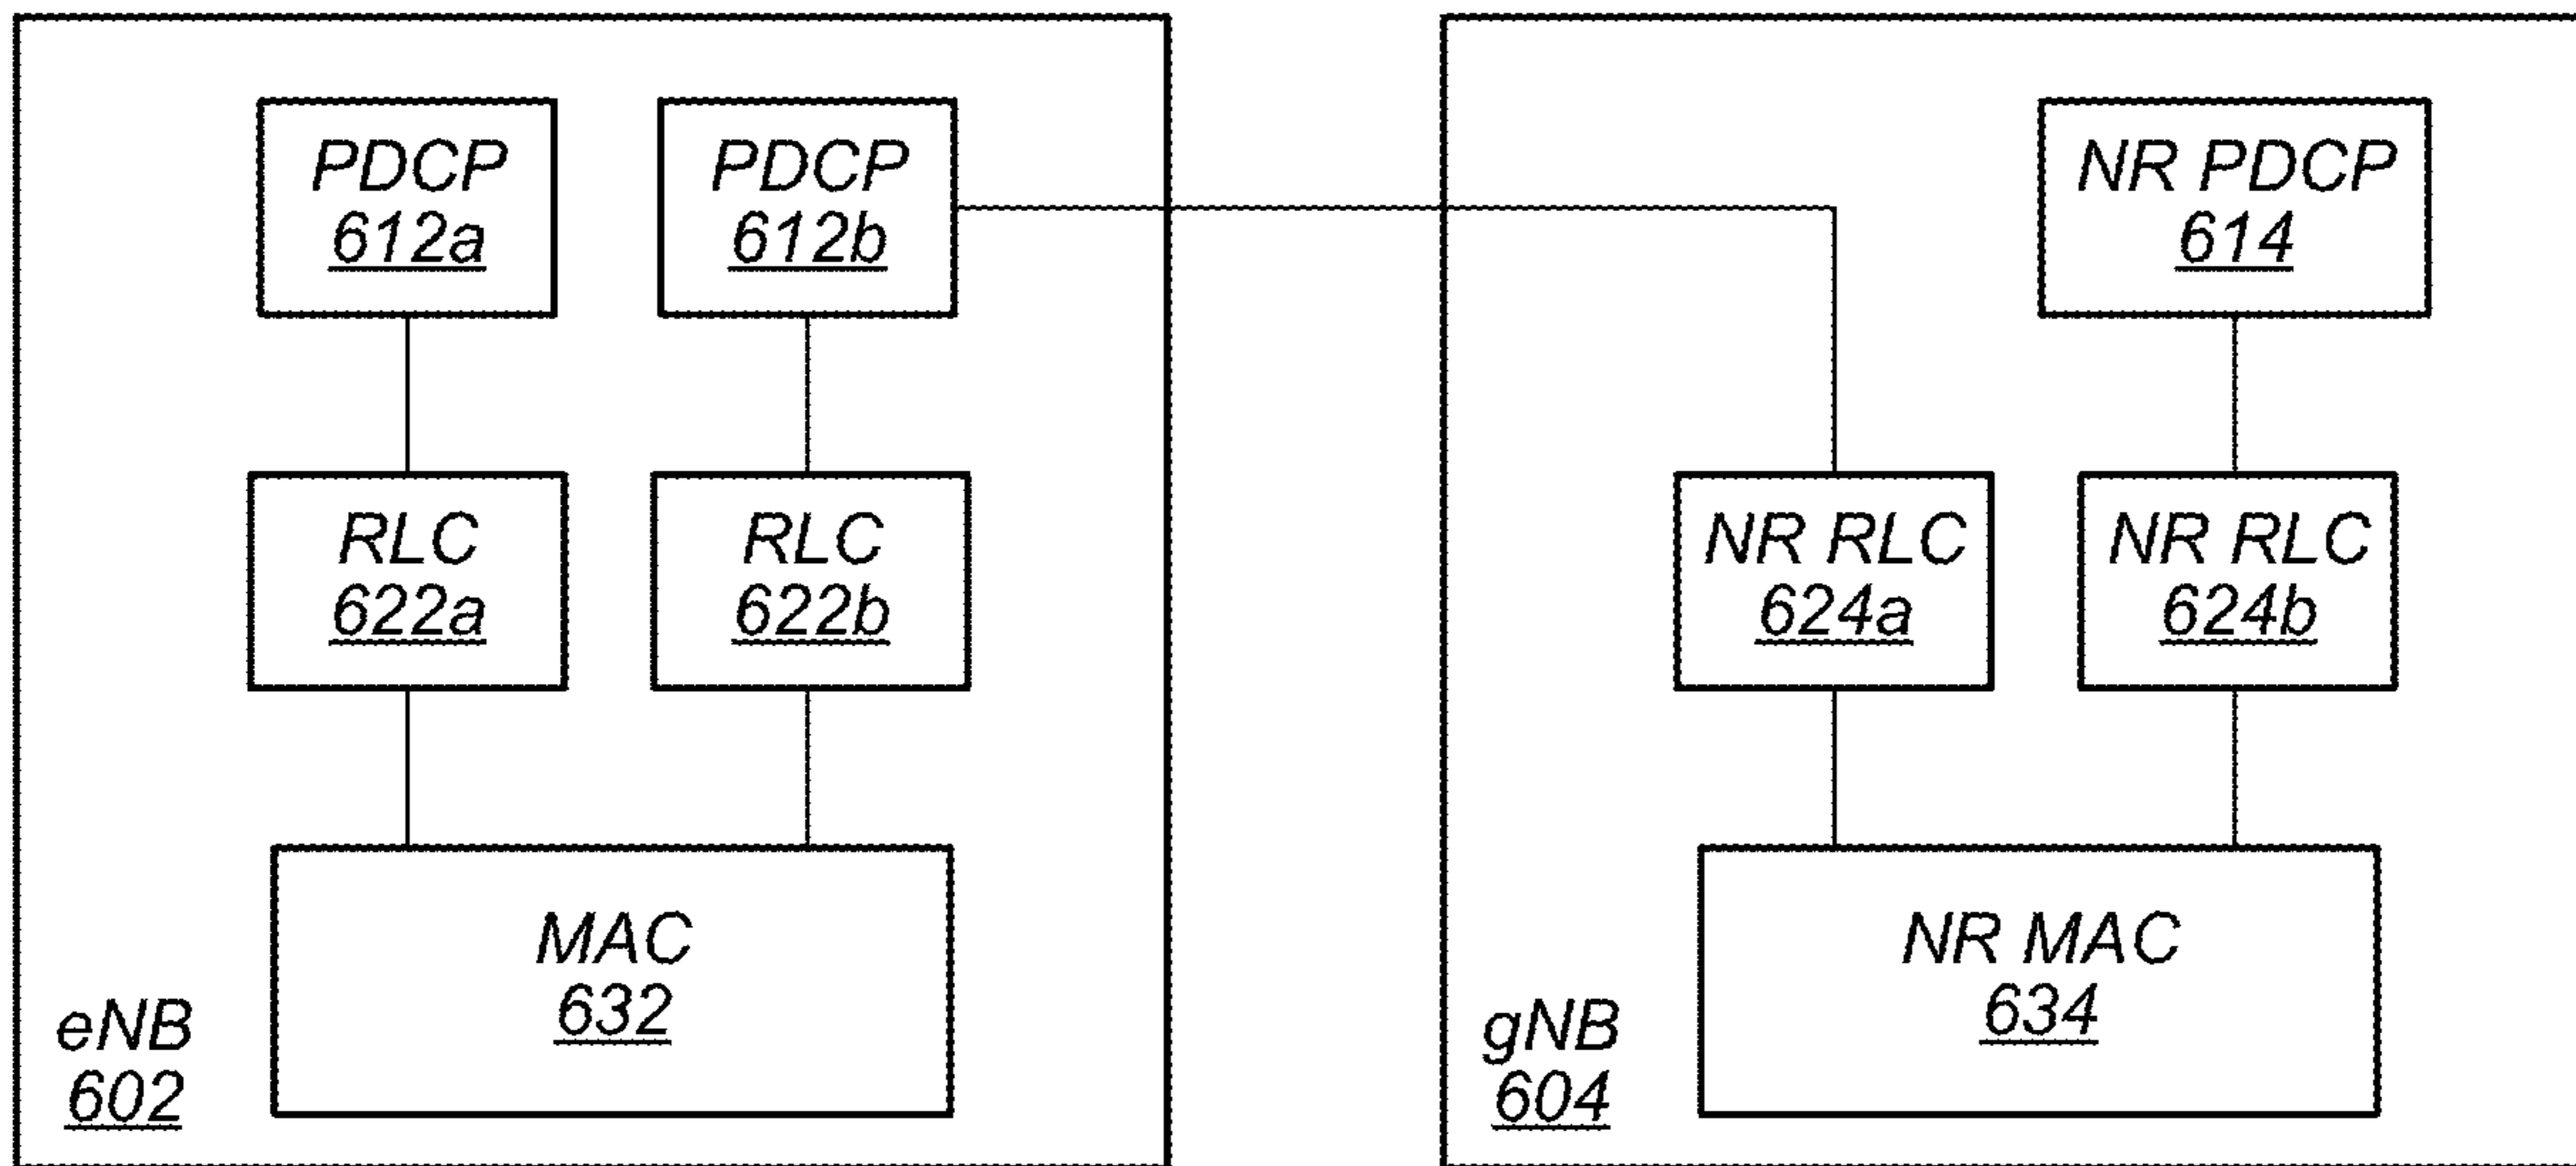 PDCP
612a
PDCP
612b
NR PDCP
614
RLC
622a
RLC
622b
NR RLC
624a
NR RLC
624b
MAC
632
NR MAC
634
eNB
602
gNB
604